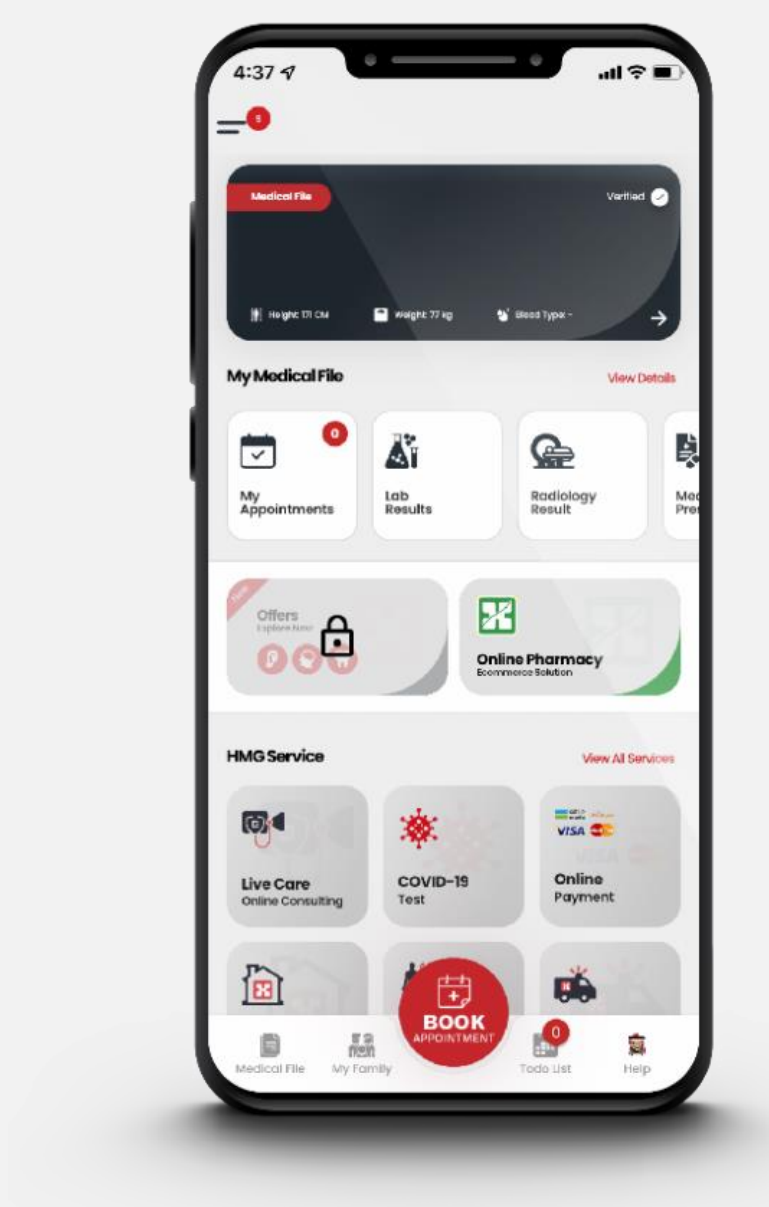 4:37
Medical File
Verified
Height: 171 CM
Weight: 77 kg
Blood Type: -
My Medical File
View Details
0
My
Appointments
Lab
Results
Radiology
Result
Offers
Explore Now
Online Pharmacy
Ecommerce Solution
HMG Service
View All Services
VISA
Live Care
Online Consulting
COVID-19
Test
Online
Payment
BOOK
APPOINTMENT
0
Medical File
My Family
Todo List
Help